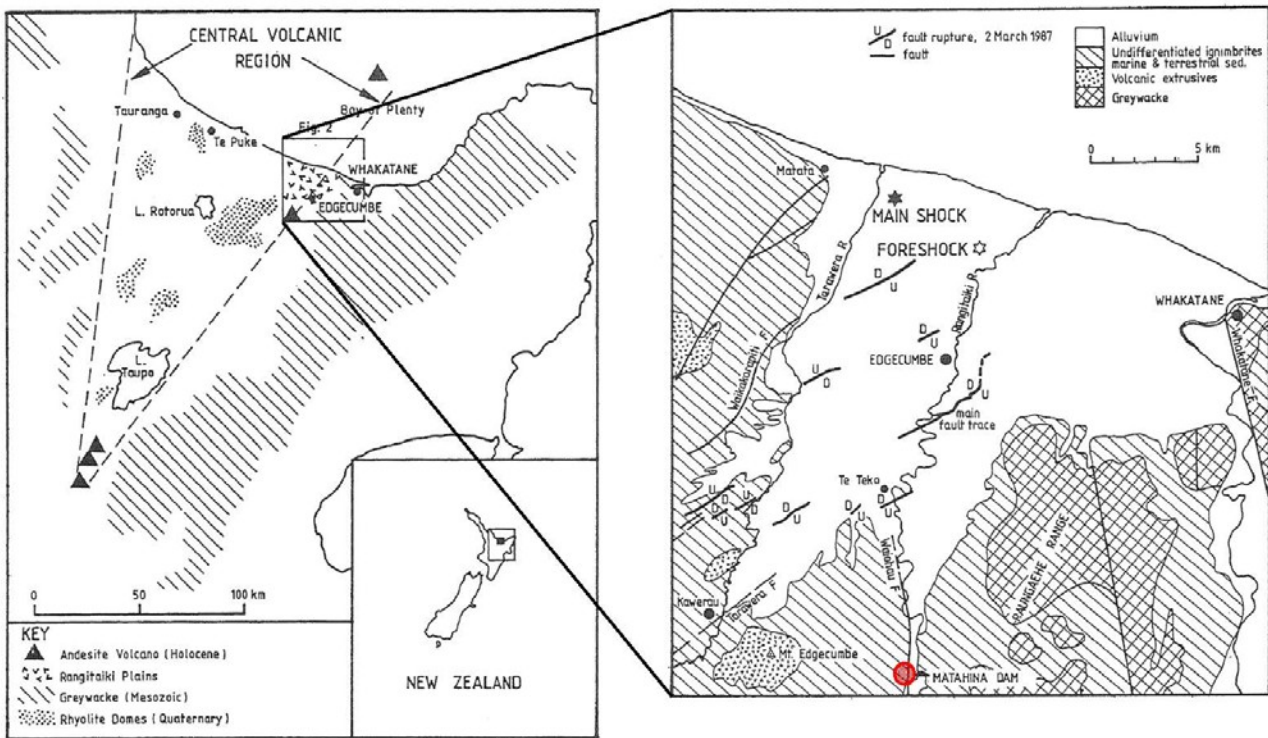 CENTRAL VOLCANIC
REGION
Bay of Plenty
Tauranga
Te Puke
Fig. 2
WHAKATANE
EDGECUMBE
L. Rotorua
L.
Taupo
0 50 100 km
KEY
Andesite Volcano (Holocene)
Rangitaiki Plains
Greywacke (Mesozoic)
Rhyolite Domes (Quaternary)
NEW ZEALAND
U
D
fault rupture, 2 March 1987
fault
Alluvium
Undifferentiated ignimbrites
marine & terrestrial sed.
Volcanic extrusives
Greywacke
0 5 km
Matata
MAIN SHOCK
FORESHOCK
Tarawera R
D
U
Rangitaiki R
WHAKATANE
Whakatane F
D
U
EDGECUMBE
Waikokorapiti F
U
D
D
U
main
fault trace
Te Teko
U
D
U
D
U
D
D
U
D
U
D
U
Waiohau F
RAUNGAEHE RANGE
Kawerau
Tarawera F
Mt. Edgecumbe
MATAHINA DAM